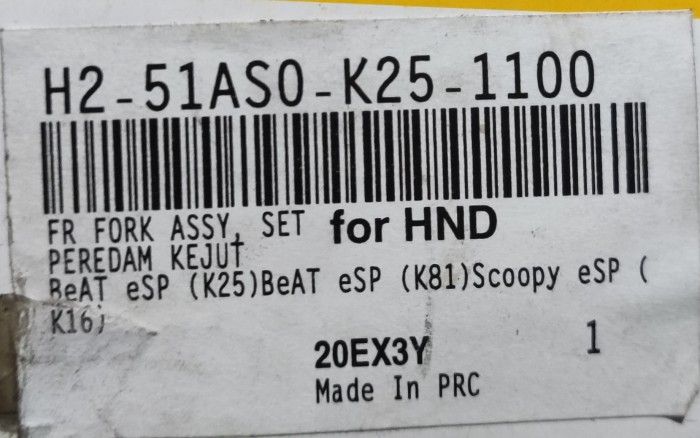 H2-51AS0-K25-1100
FR FORK ASSY, SET for HND
PEREDAM KEJUT
BeAT eSP (K25)BeAT eSP (K81)Scoopy eSP (
K16)
20EX3Y 1
Made In PRC